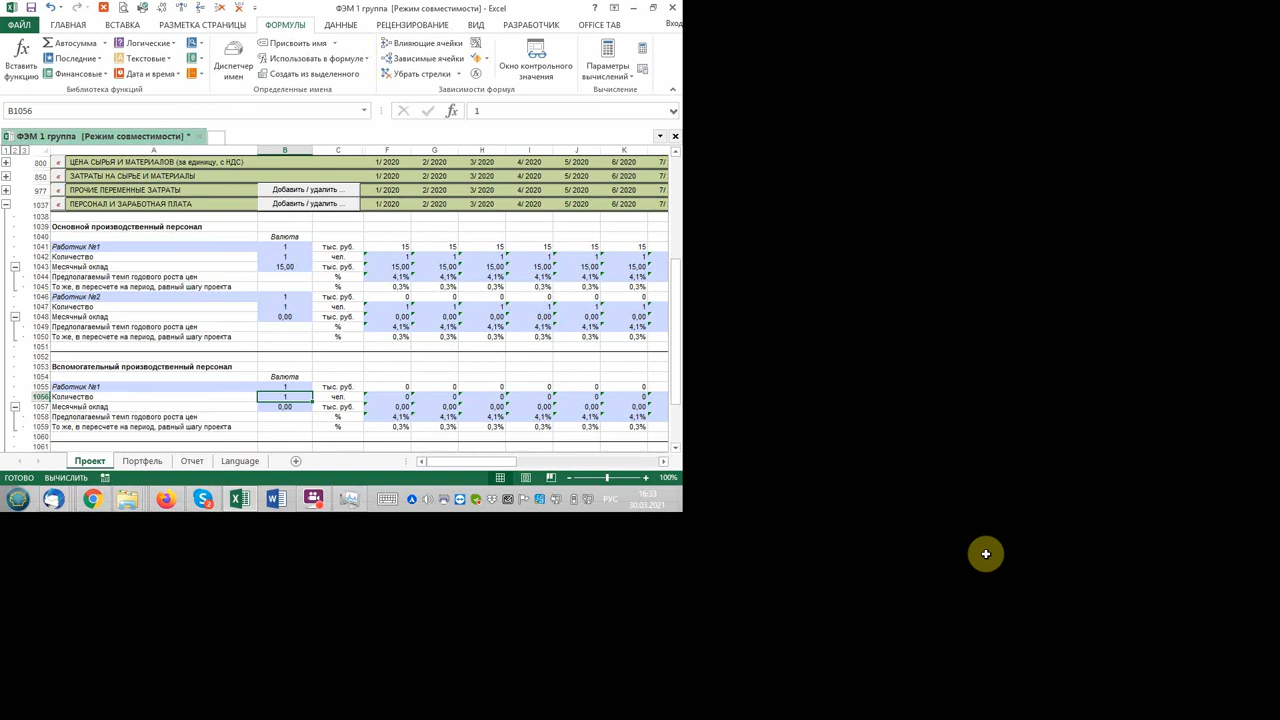 ФЭМ 1 группа [Режим совместимости] - Excel
ФАЙЛ ГЛАВНАЯ ВСТАВКА РАЗМЕТКА СТРАНИЦЫ ФОРМУЛЫ ДАННЫЕ РЕЦЕНЗИРОВАНИЕ ВИД РАЗРАБОТЧИК OFFICE TAB Вход
Вставить функцию
Автосумма
Последние
Финансовые
Логические
Текстовые
Дата и время
Библиотека функций
Диспетчер имен
Присвоить имя
Использовать в формуле
Создать из выделенного
Определенные имена
Влияющие ячейки
Зависимые ячейки
Убрать стрелки
Зависимости формул
Окно контрольного значения
Параметры вычислений
Вычисление
B1056 fx 1
ФЭМ 1 группа [Режим совместимости] *
1 2 3 A B C F G H I J K
800 « ЦЕНА СЫРЬЯ И МАТЕРИАЛОВ (за единицу, с НДС) 1/ 2020 2/ 2020 3/ 2020 4/ 2020 5/ 2020 6/ 2020 7/
850 « ЗАТРАТЫ НА СЫРЬЕ И МАТЕРИАЛЫ 1/ 2020 2/ 2020 3/ 2020 4/ 2020 5/ 2020 6/ 2020 7/
977 « ПРОЧИЕ ПЕРЕМЕННЫЕ ЗАТРАТЫ Добавить / удалить ... 1/ 2020 2/ 2020 3/ 2020 4/ 2020 5/ 2020 6/ 2020 7/
1037 « ПЕРСОНАЛ И ЗАРАБОТНАЯ ПЛАТА Добавить / удалить ... 1/ 2020 2/ 2020 3/ 2020 4/ 2020 5/ 2020 6/ 2020 7/
1038
1039 Основной производственный персонал
1040 Валюта
1041 Работник №1 1 тыс. руб. 15 15 15 15 15 15
1042 Количество 1 чел. 1 1 1 1 1 1
1043 Месячный оклад 15,00 тыс. руб. 15,00 15,00 15,00 15,00 15,00 15,00
1044 Предполагаемый темп годового роста цен % 4,1% 4,1% 4,1% 4,1% 4,1% 4,1%
1045 То же, в пересчете на период, равный шагу проекта % 0,3% 0,3% 0,3% 0,3% 0,3% 0,3%
1046 Работник №2 1 тыс. руб. 0 0 0 0 0 0
1047 Количество 1 чел. 1 1 1 1 1 1
1048 Месячный оклад 0,00 тыс. руб. 0,00 0,00 0,00 0,00 0,00 0,00
1049 Предполагаемый темп годового роста цен % 4,1% 4,1% 4,1% 4,1% 4,1% 4,1%
1050 То же, в пересчете на период, равный шагу проекта % 0,3% 0,3% 0,3% 0,3% 0,3% 0,3%
1051
1052
1053 Вспомогательный производственный персонал
1054 Валюта
1055 Работник №1 1 тыс. руб. 0 0 0 0 0 0
1056 Количество 1 чел. 0 0 0 0 0 0
1057 Месячный оклад 0,00 тыс. руб. 0,00 0,00 0,00 0,00 0,00 0,00
1058 Предполагаемый темп годового роста цен % 4,1% 4,1% 4,1% 4,1% 4,1% 4,1%
1059 То же, в пересчете на период, равный шагу проекта % 0,3% 0,3% 0,3% 0,3% 0,3% 0,3%
1060
1061
Проект Портфель Отчет Language
ГОТОВО ВЫЧИСЛИТЬ 100%
РУС 16:33
30.03.2021